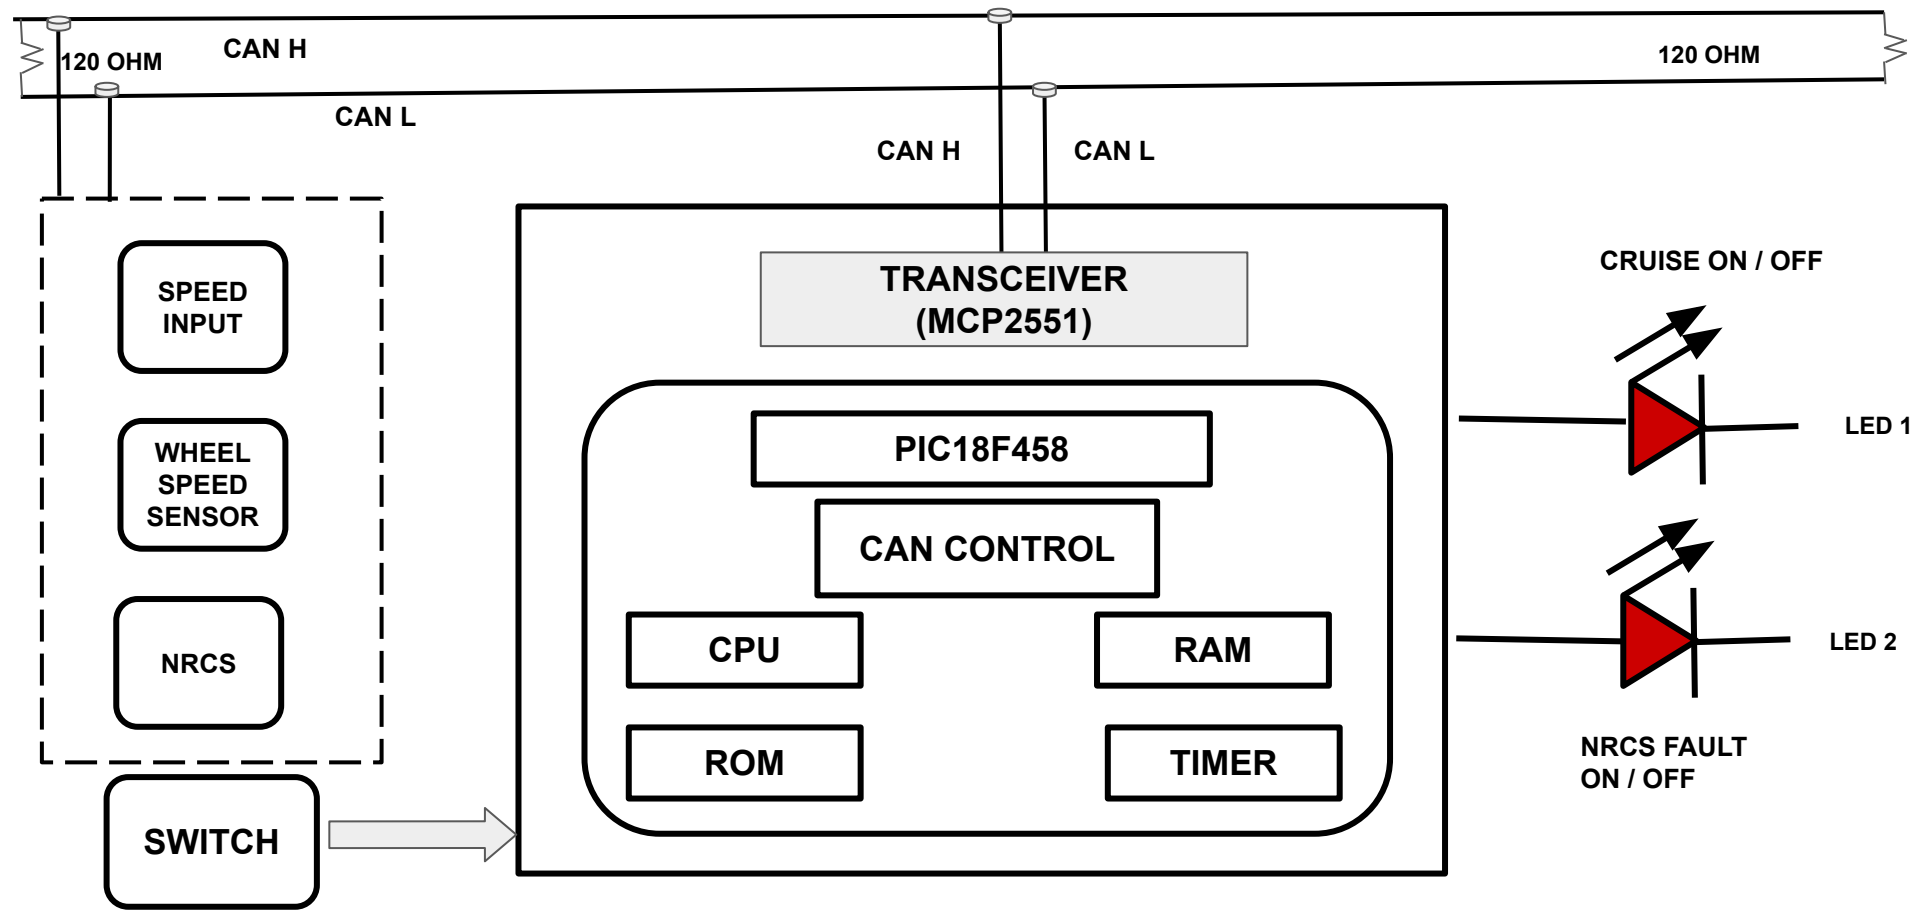 120 OHM
CAN H
120 OHM
CAN L
CAN H
CAN L
SPEED
INPUT
WHEEL
SPEED
SENSOR
NRCS
SWITCH
TRANSCEIVER
(MCP2551)
PIC18F458
CAN CONTROL
CPU
RAM
ROM
TIMER
CRUISE ON / OFF
LED 1
LED 2
NRCS FAULT
ON / OFF